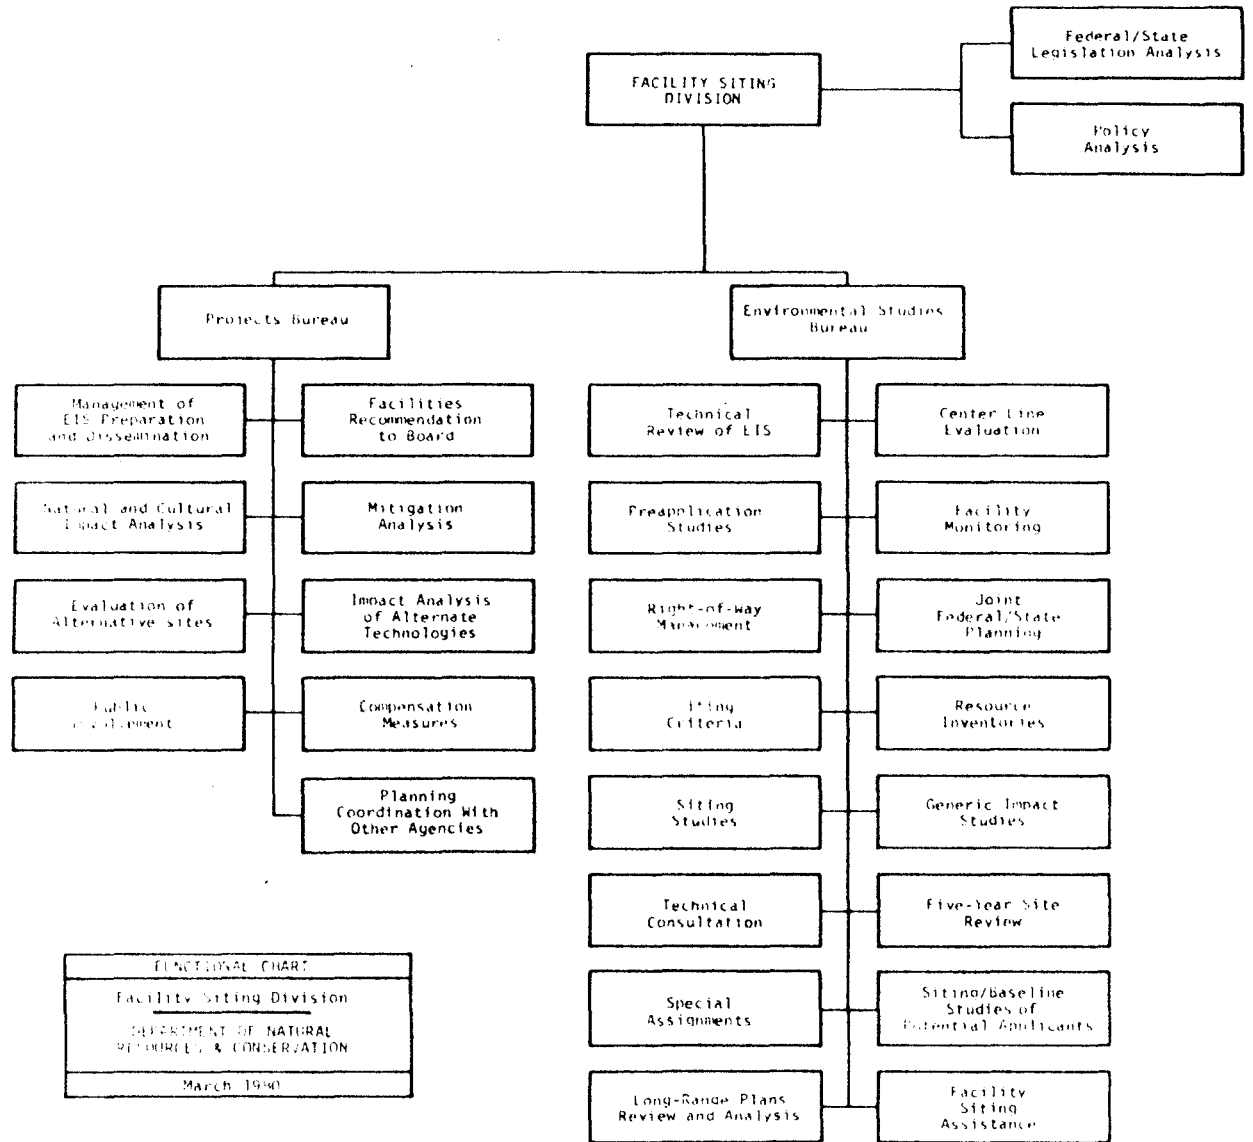 Federal/State
Legislation Analysis
FACILITY SITING
DIVISION
Policy
Analysis
Projects Bureau
Environmental Studies
Bureau
Management of
EIS Preparation
and Dissemination
Facilities
Recommendation
to Board
Technical
Review of EIS
Center Line
Evaluation
Natural and Cultural
Impact Analysis
Mitigation
Analysis
Preapplication
Studies
Facility
Monitoring
Evaluation of
Alternative sites
Impact Analysis
of Alternate
Technologies
Right-of-Way
Management
Joint
Federal/State
Planning
Public
Involvement
Compensation
Measures
Siting
Criteria
Resource
Inventories
Planning
Coordination With
Other Agencies
Siting
Studies
Generic Impact
Studies
Technical
Consultation
Five-Year Site
Review
FUNCTIONAL CHART
Facility Siting Division
DEPARTMENT OF NATURAL
RESOURCES & CONSERVATION
March 1980
Special
Assignments
Siting/Baseline
Studies of
Potential Applicants
Long-Range Plans
Review and Analysis
Facility
Siting
Assistance